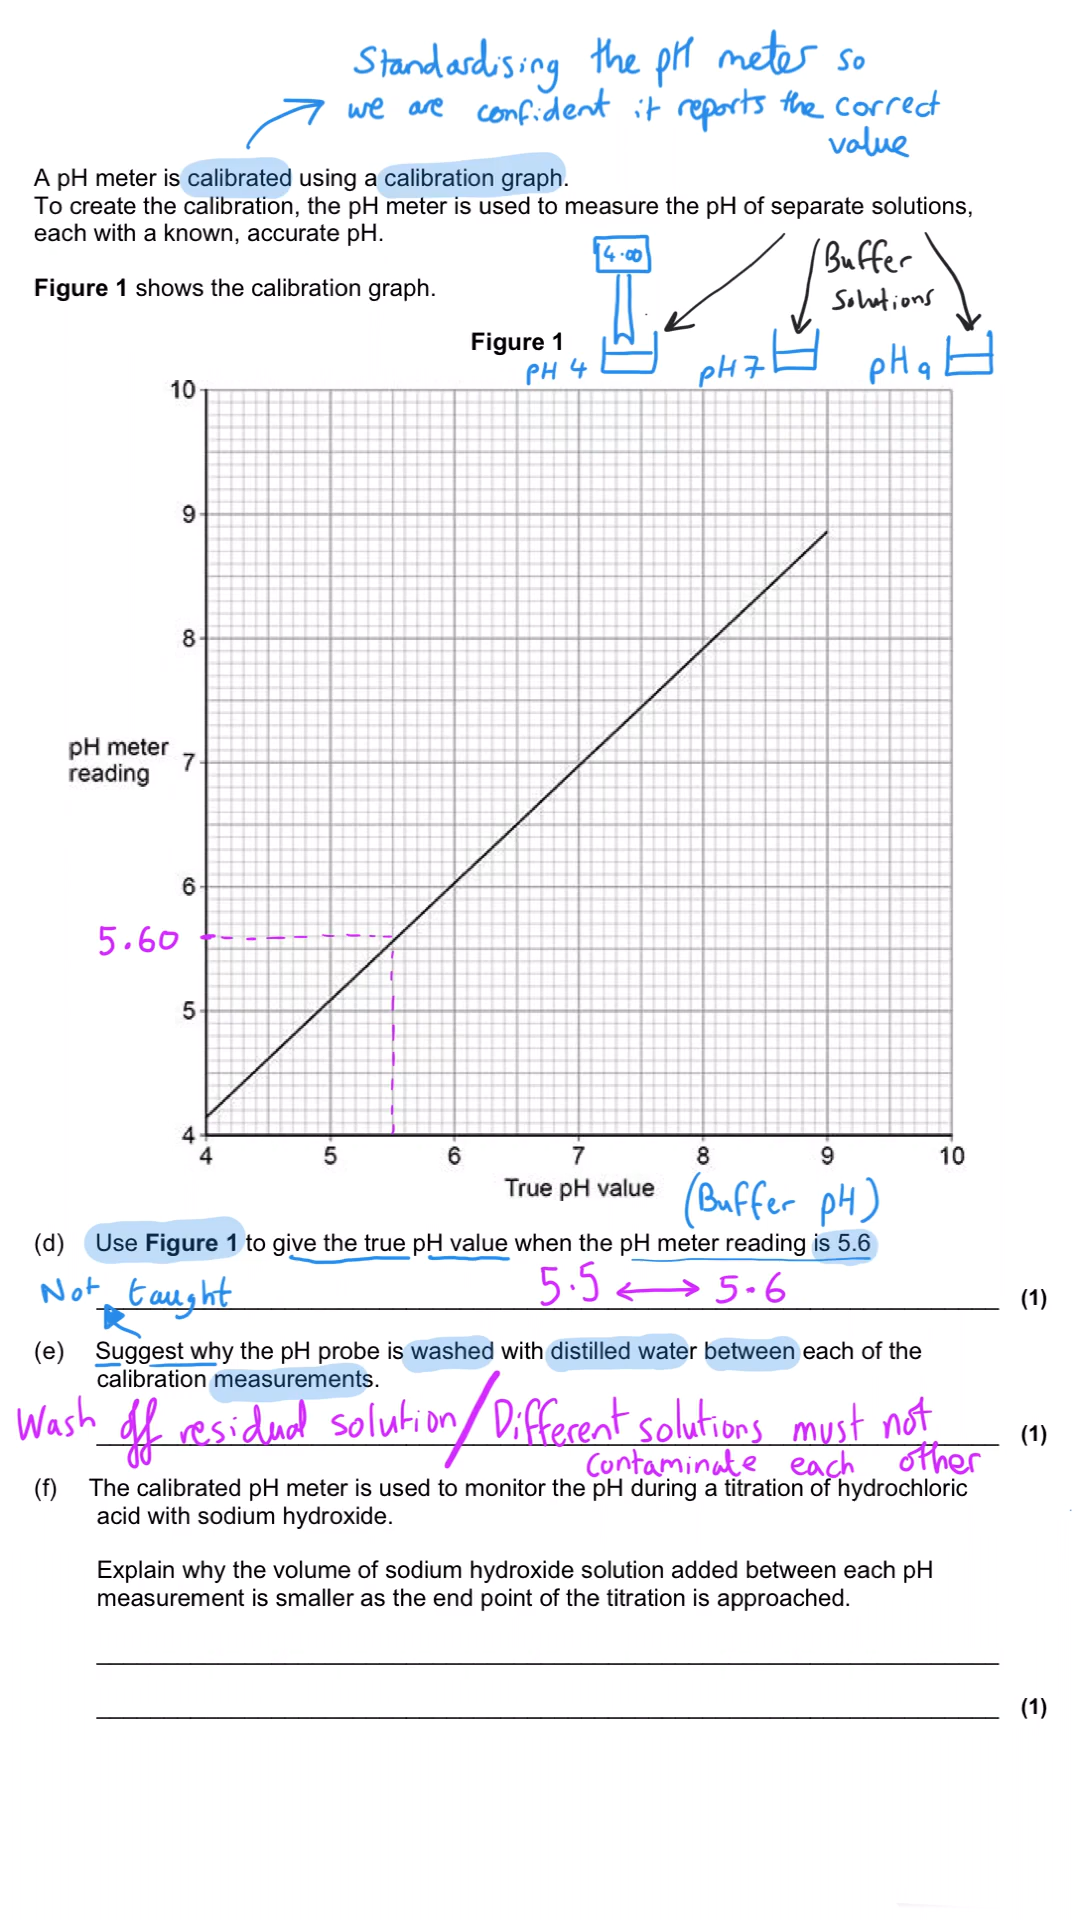 Standardising the pH meter so
we are confident it reports the correct
value
A pH meter is calibrated using a calibration graph.
To create the calibration, the pH meter is used to measure the pH of separate solutions,
each with a known, accurate pH.
4.00
Buffer
Solutions
Figure 1 shows the calibration graph.
Figure 1
pH 4
pH 7
pH 9
10
9
8
pH meter
reading
7
6
5.60
5
4
4 5 6 7 8 9 10
True pH value
(Buffer pH)
(d) Use Figure 1 to give the true pH value when the pH meter reading is 5.6
Not taught
5.5 ⟷ 5.6
(1)
(e) Suggest why the pH probe is washed with distilled water between each of the
calibration measurements.
Wash off residual solution / Different solutions must not
contaminate each other
(1)
(f) The calibrated pH meter is used to monitor the pH during a titration of hydrochloric
acid with sodium hydroxide.
Explain why the volume of sodium hydroxide solution added between each pH
measurement is smaller as the end point of the titration is approached.
(1)